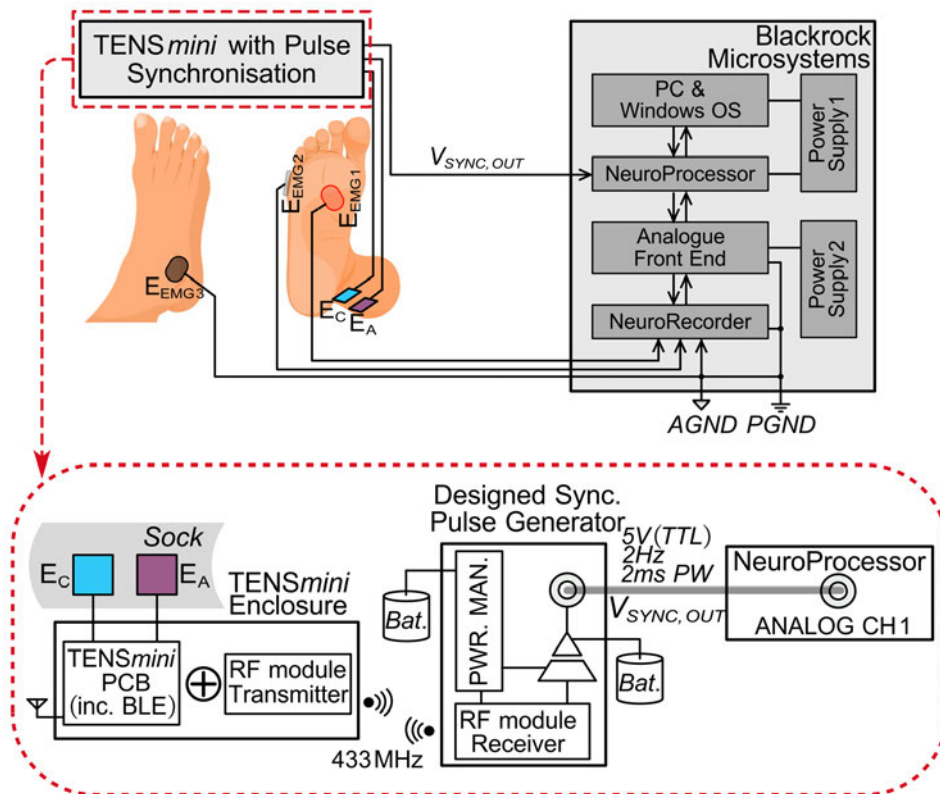 TENSmini with Pulse
Synchronisation
Blackrock
Microsystems
PC &
Windows OS
Power
Supply1
NeuroProcessor
Analogue
Front End
Power
Supply2
NeuroRecorder
V_SYNC, OUT
E_EMG2
E_EMG1
E_EMG3
E_C
E_A
AGND PGND
Designed Sync.
Pulse Generator
5V(TTL)
2Hz
2ms PW
V_SYNC, OUT
NeuroProcessor
ANALOG CH1
Sock
E_C
E_A
TENSmini
Enclosure
TENSmini
PCB
(inc. BLE)
RF module
Transmitter
433MHz
Bat.
PWR. MAN.
Bat.
RF module
Receiver